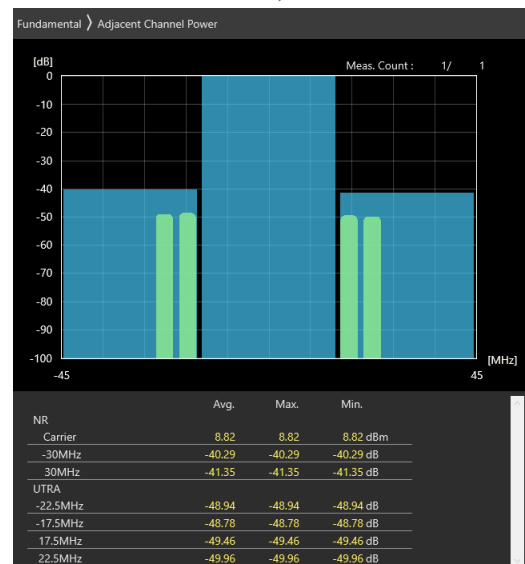 Fundamental 〉 Adjacent Channel Power
[dB]
Meas. Count : 1/ 1
0
-10
-20
-30
-40
-50
-60
-70
-80
-90
-100
[MHz]
-45 45
Avg. Max. Min.
NR
Carrier 8.82 8.82 8.82 dBm
-30MHz -40.29 -40.29 -40.29 dB
30MHz -41.35 -41.35 -41.35 dB
UTRA
-22.5MHz -48.94 -48.94 -48.94 dB
-17.5MHz -48.78 -48.78 -48.78 dB
17.5MHz -49.46 -49.46 -49.46 dB
22.5MHz -49.96 -49.96 -49.96 dB